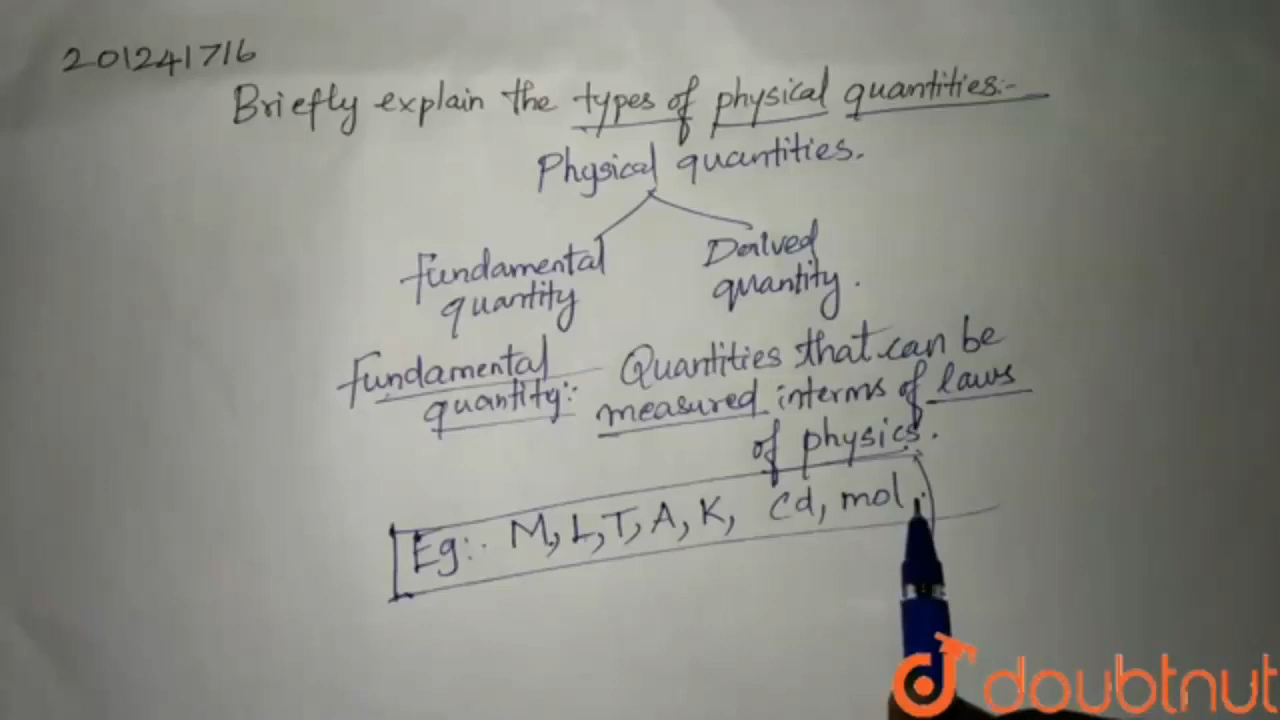 201241716
Briefly explain the types of physical quantities:-
Physical quantities.
Fundamental Derived
quantity quantity.
Fundamental Quantities that can be
quantity:- measured interms of laws
of physics.
Eg:- M, L, T, A, K, Cd, mol.
doubtnut